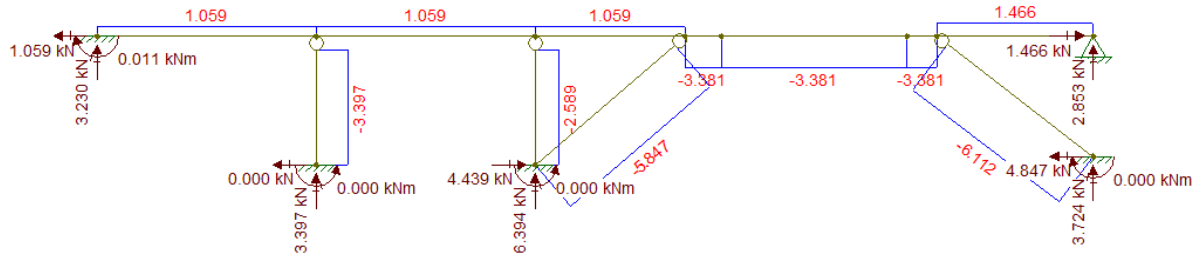 1.059
1.059
1.059
1.466
1.059 kN
0.011 kNm
3.230 kN
-3.397
-2.589
-3.381
-3.381
-3.381
1.466 kN
2.853 kN
-5.847
-6.112
0.000 kN
0.000 kNm
3.397 kN
4.439 kN
0.000 kNm
6.394 kN
4.847 kN
0.000 kNm
3.724 kN